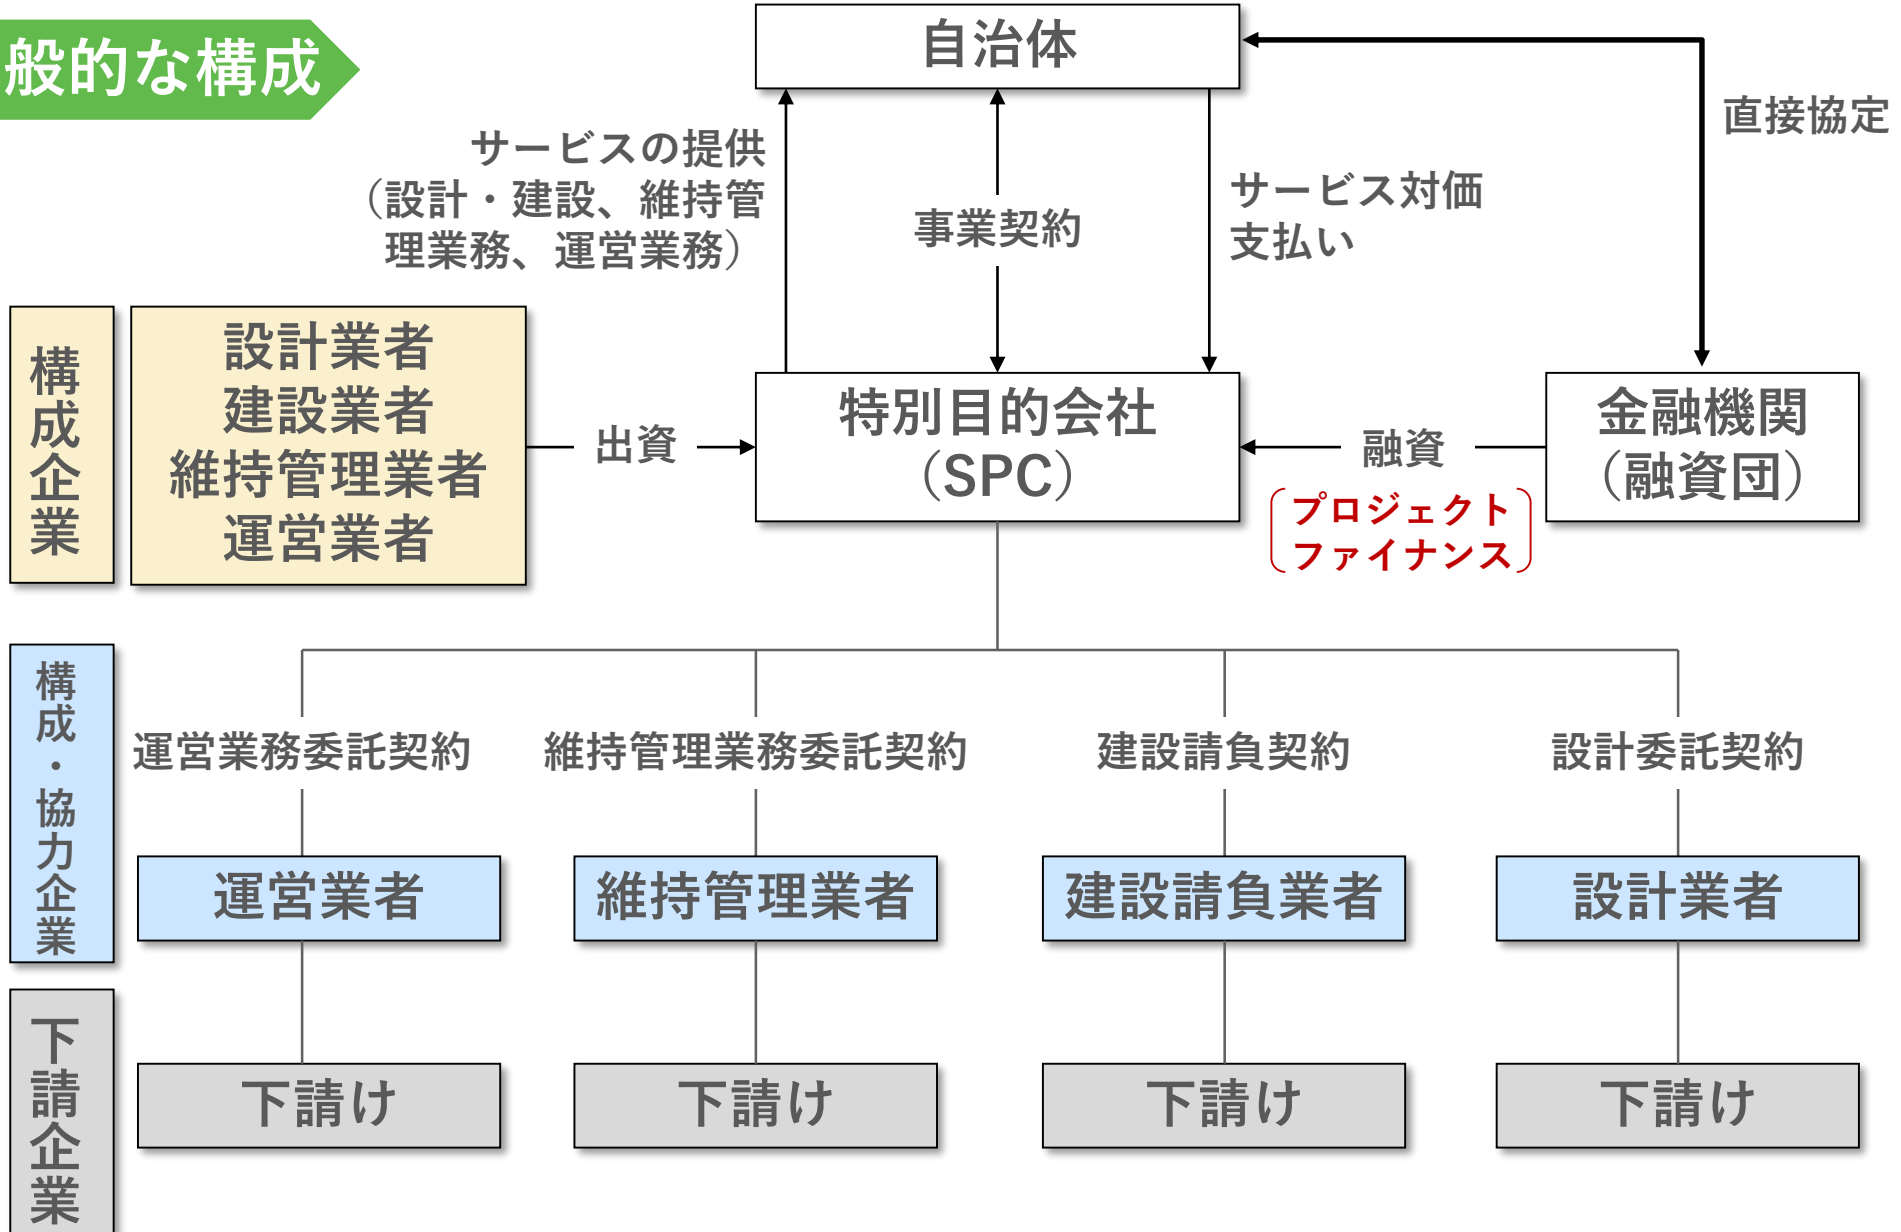 般的な構成
自治体
直接協定
サービスの提供
（設計・建設、維持管
理業務、運営業務）
事業契約
サービス対価
支払い
構成企業
設計業者
建設業者
維持管理業者
運営業者
出資
特別目的会社
（SPC）
融資
プロジェクト
ファイナンス
金融機関
（融資団）
構成・協力企業
運営業務委託契約
維持管理業務委託契約
建設請負契約
設計委託契約
運営業者
維持管理業者
建設請負業者
設計業者
下請企業
下請け
下請け
下請け
下請け